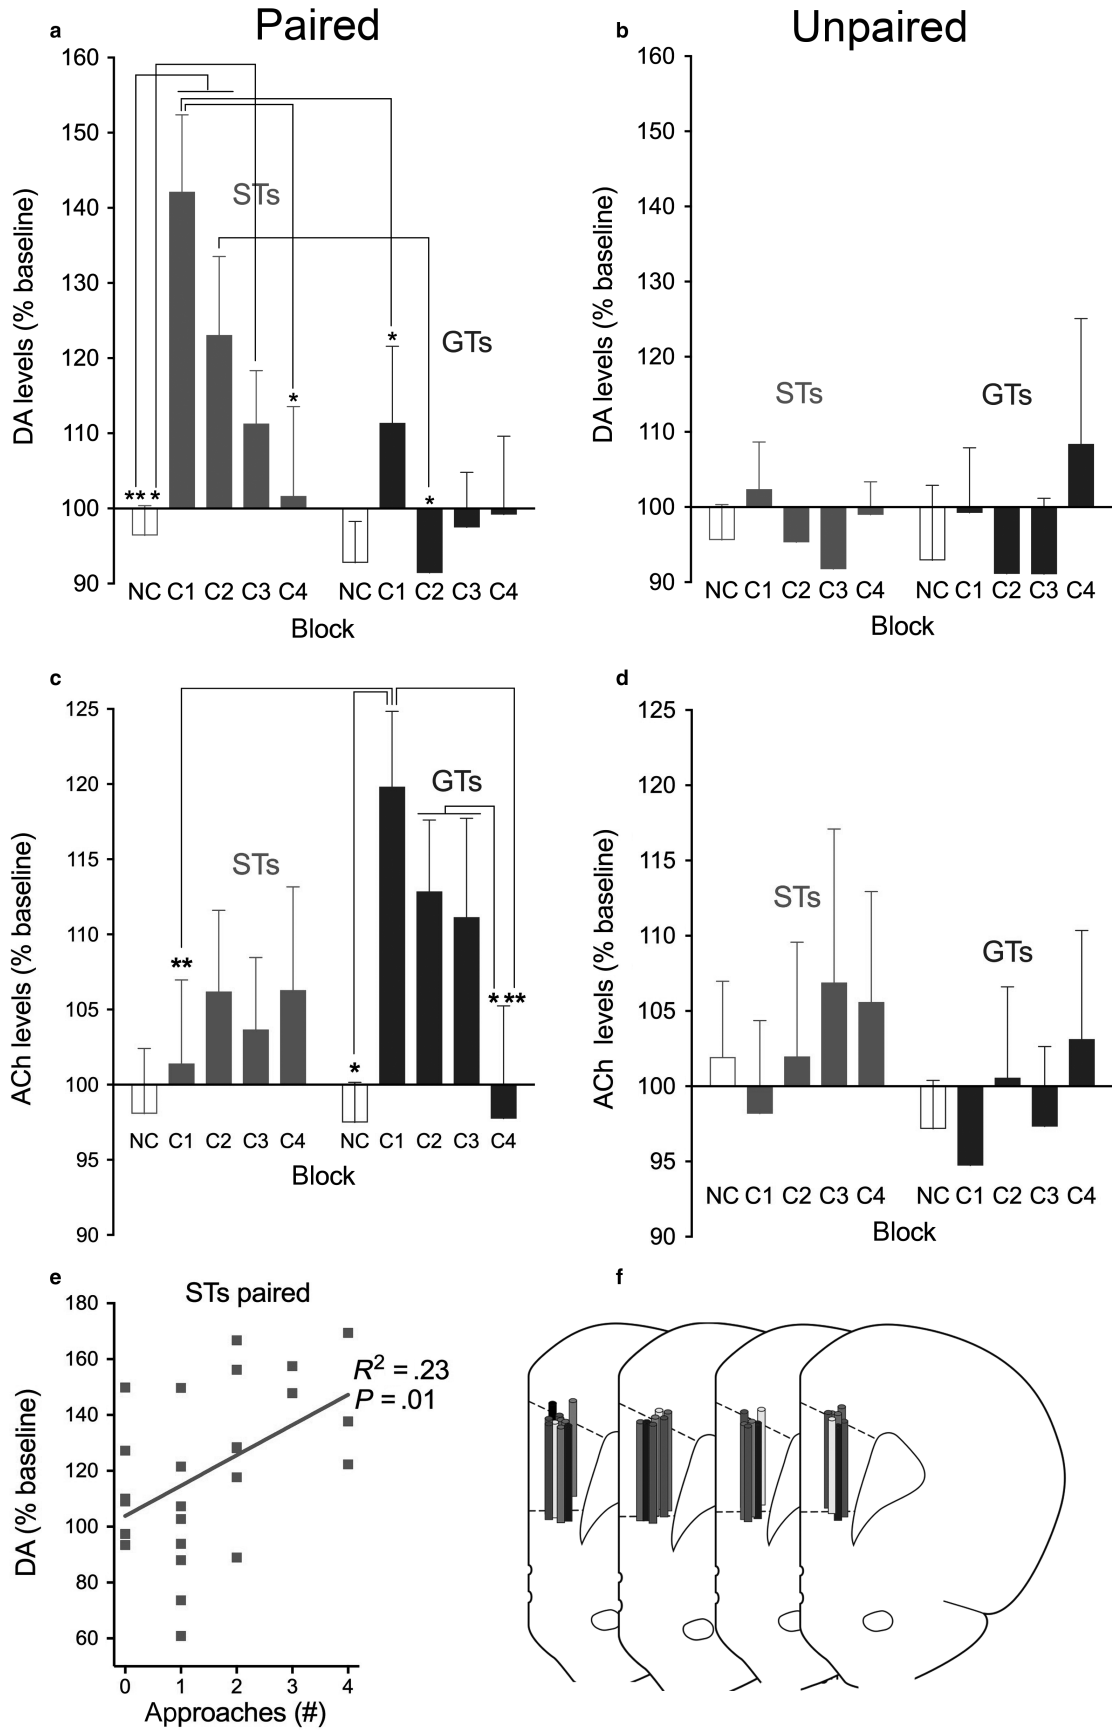 Paired
Unpaired
a
160
150
140
130
120
110
100
90
DA levels (% baseline)
STs
GTs
*
*
** *
*
NC C1 C2 C3 C4 NC C1 C2 C3 C4
Block
b
160
150
140
130
120
110
100
90
DA levels (% baseline)
STs
GTs
NC C1 C2 C3 C4 NC C1 C2 C3 C4
Block
c
125
120
115
110
105
100
95
90
ACh levels (% baseline)
STs
GTs
**
*
* **
NC C1 C2 C3 C4 NC C1 C2 C3 C4
Block
d
125
120
115
110
105
100
95
90
ACh levels (% baseline)
STs
GTs
NC C1 C2 C3 C4 NC C1 C2 C3 C4
Block
e
STs paired
180
160
140
120
100
80
60
DA (% baseline)
R² = .23
P = .01
0 1 2 3 4
Approaches (#)
f